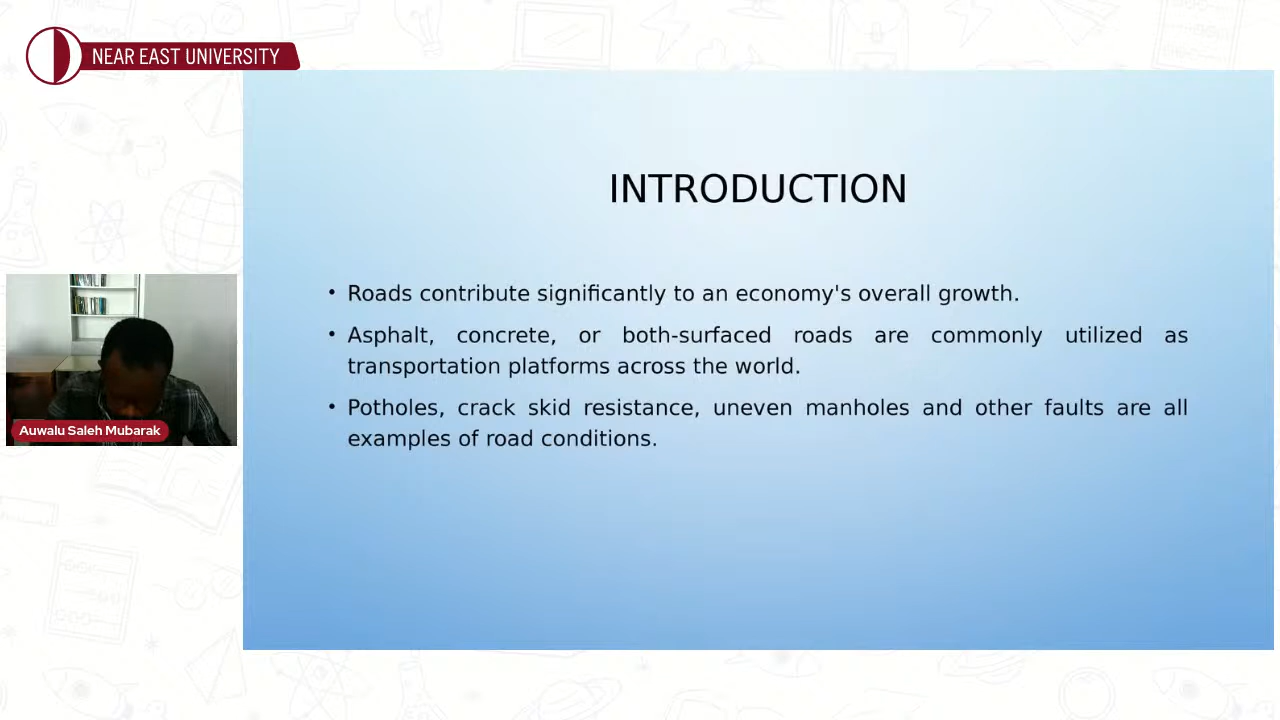 NEAR EAST UNIVERSITY
INTRODUCTION
• Roads contribute significantly to an economy's overall growth.
• Asphalt, concrete, or both-surfaced roads are commonly utilized as
transportation platforms across the world.
• Potholes, crack skid resistance, uneven manholes and other faults are all
examples of road conditions.
Auwalu Saleh Mubarak